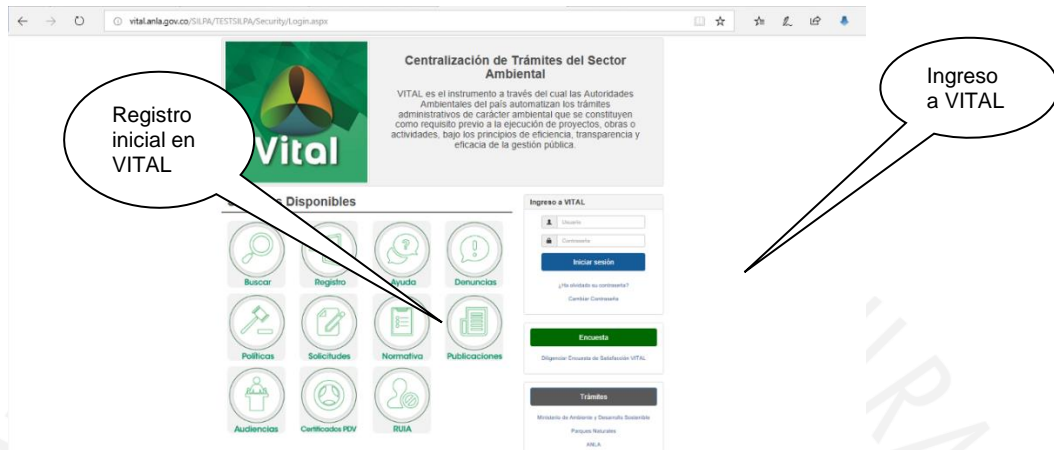 vital.anla.gov.co/SILPA/TESTSILPA/Security/Login.aspx
Vital
Centralización de Trámites del Sector
Ambiental
VITAL es el instrumento a través del cual las Autoridades
Ambientales del país automatizan los trámites
administrativos de carácter ambiental que se constituyen
como requisito previo a la ejecución de proyectos, obras o
actividades, bajo los principios de eficiencia, transparencia y
eficacia de la gestión pública.
Registro
inicial en
VITAL
Ingreso
a VITAL
Disponibles
Buscar
Registro
Ayuda
Denuncias
Políticas
Solicitudes
Normativa
Publicaciones
Audiencias
Certificados PDV
RUIA
Ingreso a VITAL
Usuario
Contraseña
Iniciar sesión
¿Ha olvidado su contraseña?
Cambiar Contraseña
Encuesta
Diligenciar Encuesta de Satisfacción VITAL
Trámites
Ministerio de Ambiente y Desarrollo Sostenible
Parques Naturales
ANLA